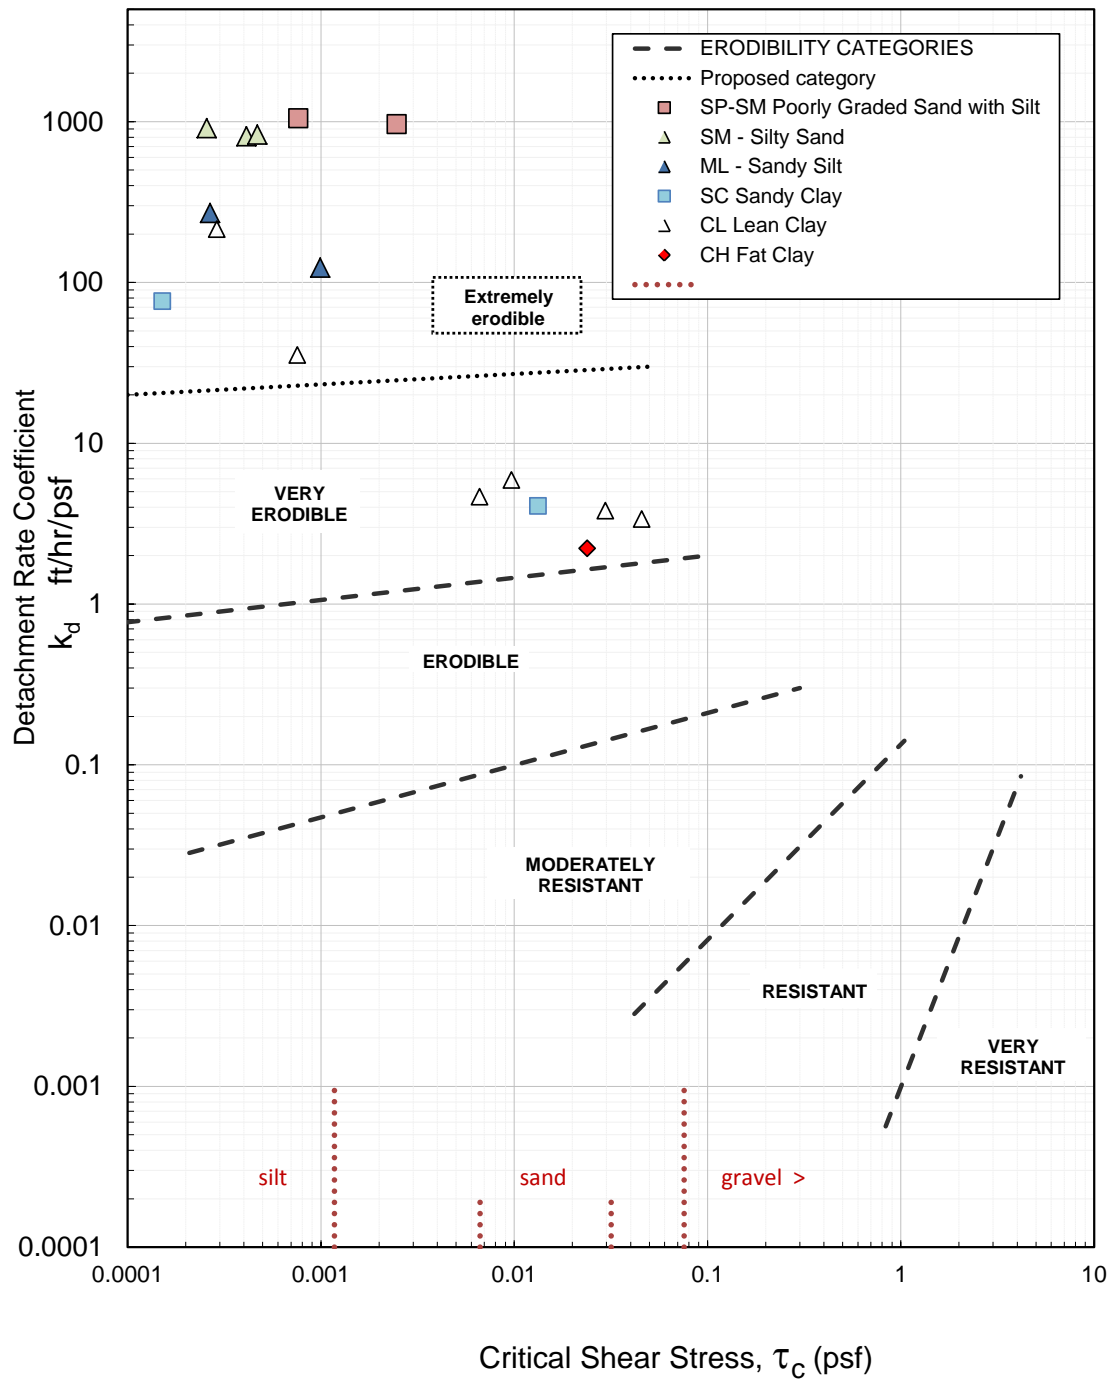 ERODIBILITY CATEGORIES
Proposed category
SP-SM Poorly Graded Sand with Silt
SM - Silty Sand
ML - Sandy Silt
SC Sandy Clay
CL Lean Clay
CH Fat Clay
1000
100
10
1
0.1
0.01
0.001
0.0001
Detachment Rate Coefficient
k_d ft/hr/psf
Extremely
erodible
VERY
ERODIBLE
ERODIBLE
MODERATELY
RESISTANT
RESISTANT
VERY
RESISTANT
silt
sand
gravel >
0.0001
0.001
0.01
0.1
1
10
Critical Shear Stress, τ_c (psf)